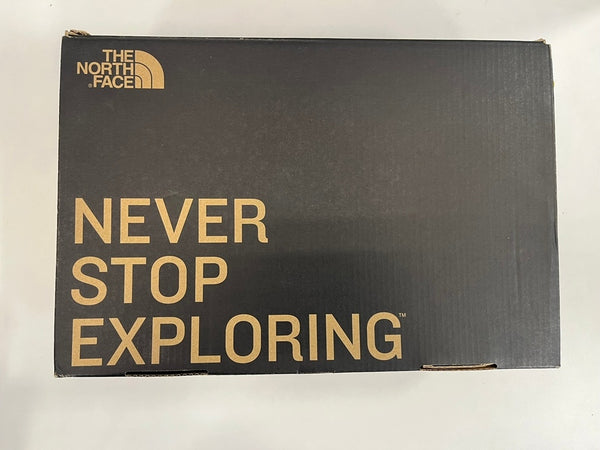 THE
NORTH
®FACE
NEVER
STOP
EXPLORING™